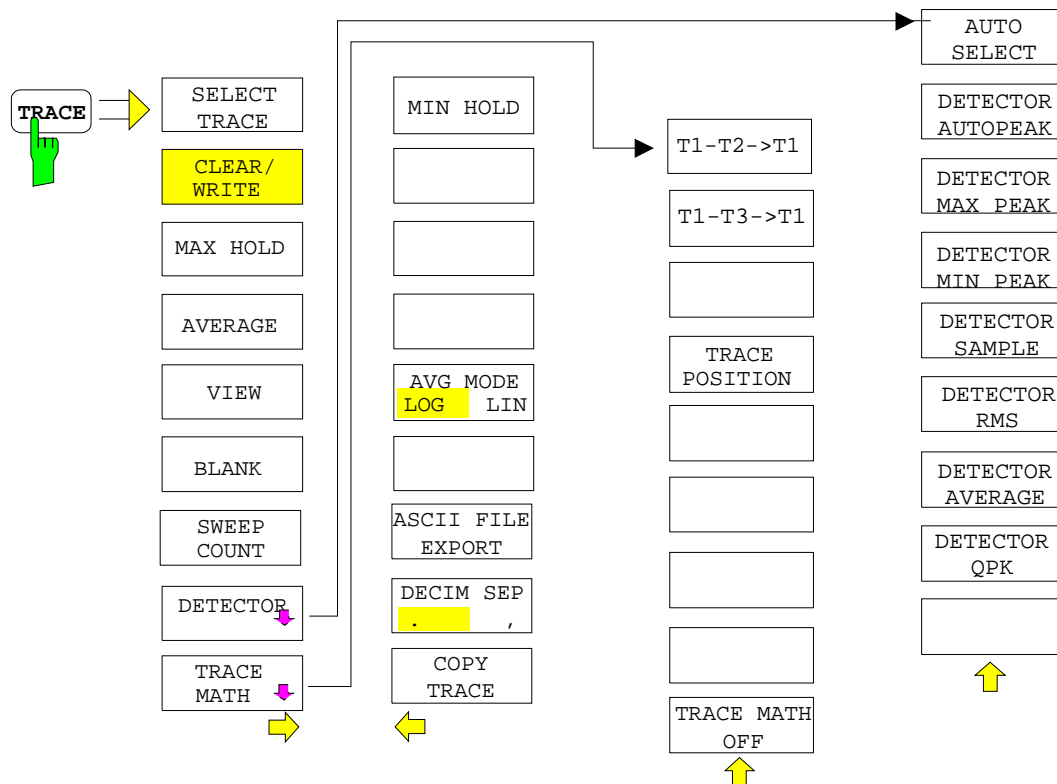 TRACE
SELECT
TRACE
CLEAR/
WRITE
MAX HOLD
AVERAGE
VIEW
BLANK
SWEEP
COUNT
DETECTOR
TRACE
MATH
MIN HOLD
AVG MODE
LOG LIN
ASCII FILE
EXPORT
DECIM SEP
. ,
COPY
TRACE
T1-T2->T1
T1-T3->T1
TRACE
POSITION
TRACE MATH
OFF
AUTO
SELECT
DETECTOR
AUTOPEAK
DETECTOR
MAX PEAK
DETECTOR
MIN PEAK
DETECTOR
SAMPLE
DETECTOR
RMS
DETECTOR
AVERAGE
DETECTOR
QPK